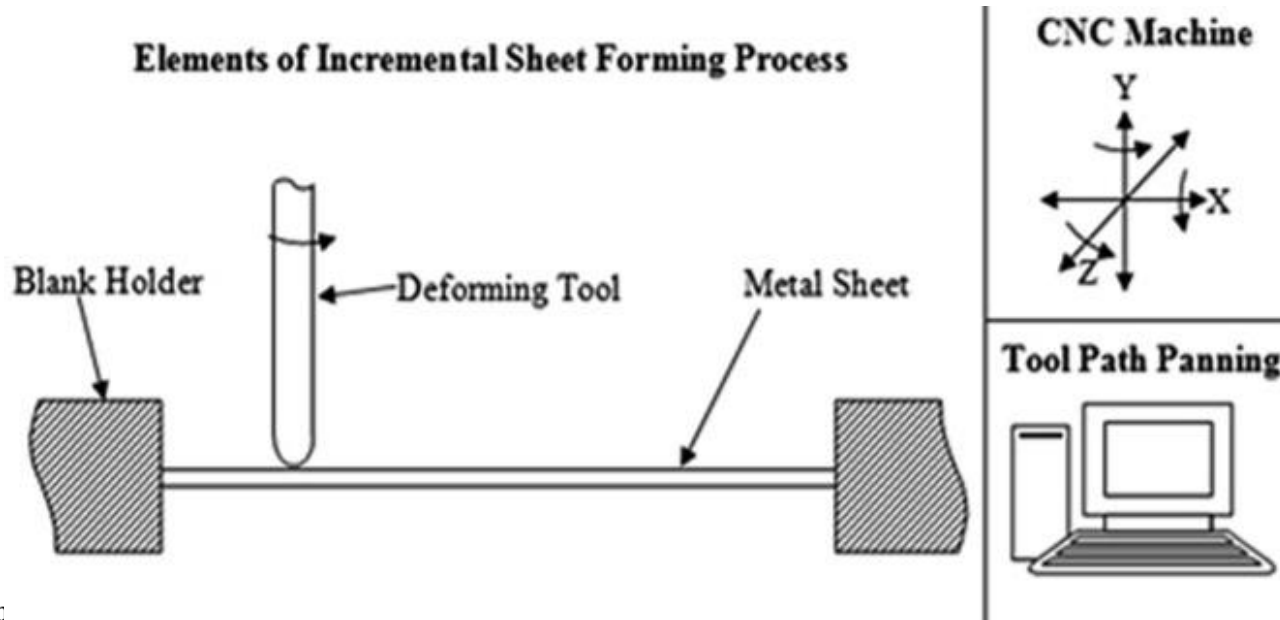 Elements of Incremental Sheet Forming Process
Blank Holder
Deforming Tool
Metal Sheet
CNC Machine
Y
X
Z
Tool Path Panning